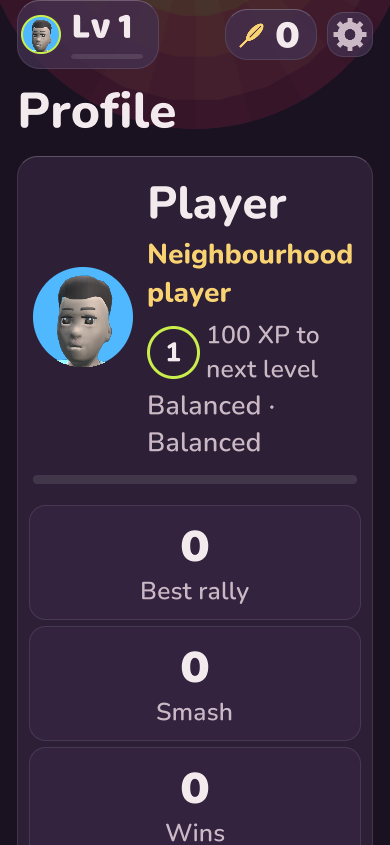 Lv 1
0
Profile
Player
Neighbourhood
player
1
100 XP to
next level
Balanced ·
Balanced
0
Best rally
0
Smash
0
Wins